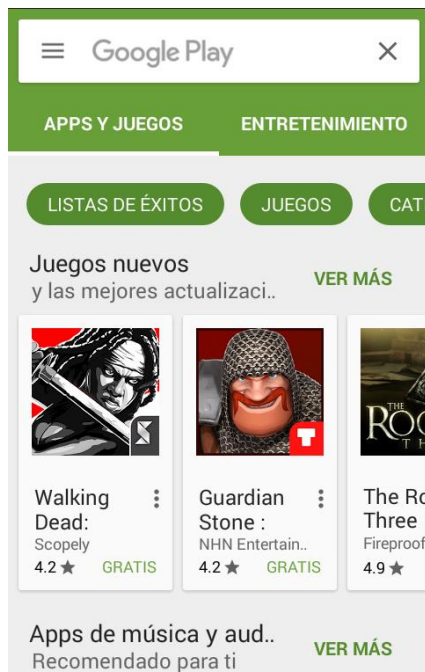 Google Play
APPS Y JUEGOS ENTRETENIMIENTO
LISTAS DE ÉXITOS JUEGOS CAT
Juegos nuevos
y las mejores actualizaci.. VER MÁS
THE
T
Walking
Dead:
Scopely
4.2 GRATIS
Guardian
Stone :
NHN Entertain..
4.2 GRATIS
The
Three
Fireproof
4.9
Apps de música y aud..
Recomendado para ti VER MÁS